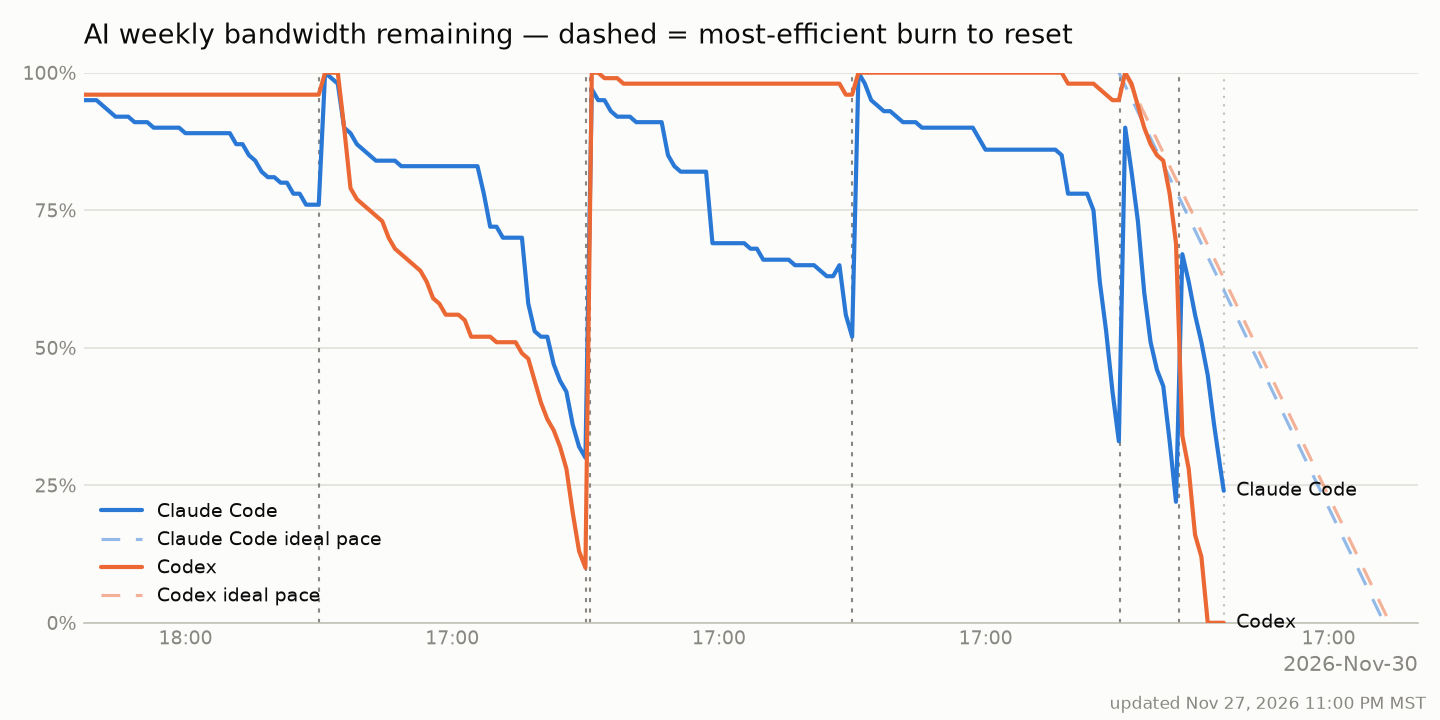 AI weekly bandwidth remaining — dashed = most-efficient burn to reset
100%
75%
50%
25%
0%
Claude Code
Claude Code ideal pace
Codex
Codex ideal pace
Claude Code
Codex
18:00
17:00
17:00
17:00
17:00
2026-Nov-30
updated Nov 27, 2026 11:00 PM MST